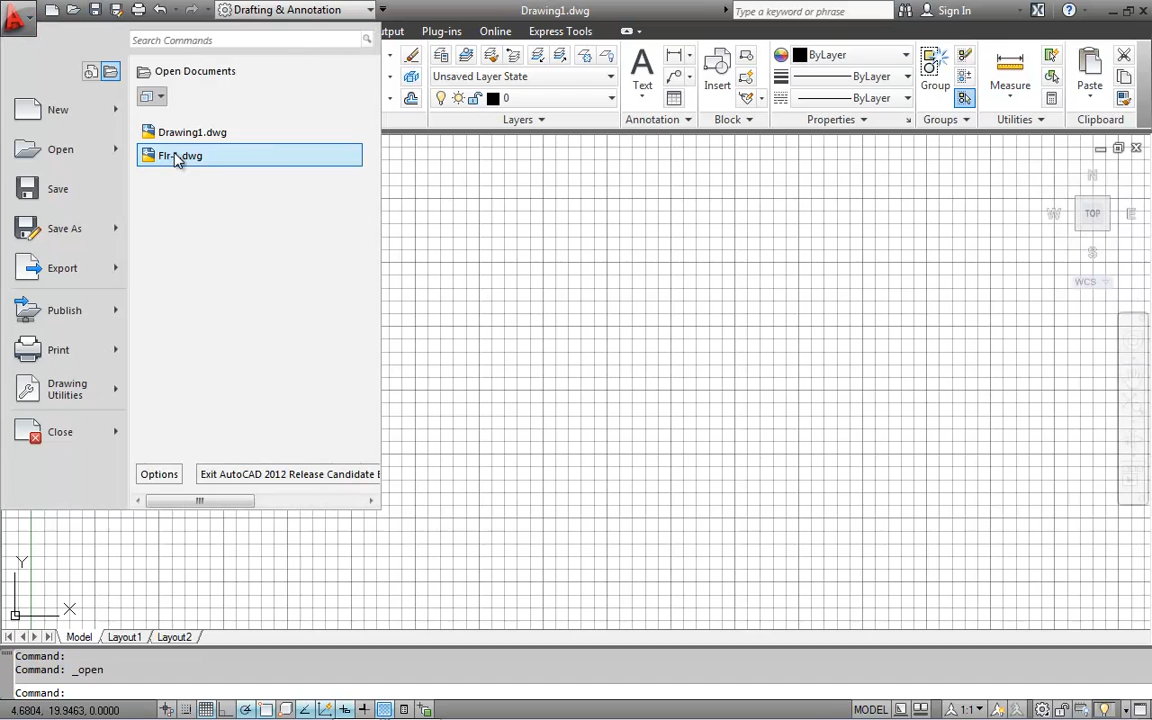 Drafting & Annotation
Drawing1.dwg
Type a keyword or phrase
Sign In
Search Commands
Plug-ins
Online
Express Tools
Open Documents
Unsaved Layer State
0
Layers
Text
Annotation
Insert
Block
ByLayer
ByLayer
ByLayer
Properties
Group
Groups
Measure
Utilities
Paste
Clipboard
New
Open
Save
Save As
Export
Publish
Print
Drawing
Utilities
Close
Drawing1.dwg
Options
Exit AutoCAD 2012 Release Candidate
N
W
TOP
E
S
WCS
Y
X
Model
Layout1
Layout2
Command:
Command: _open
Command:
4.6804, 19.9463, 0.0000
MODEL
1:1